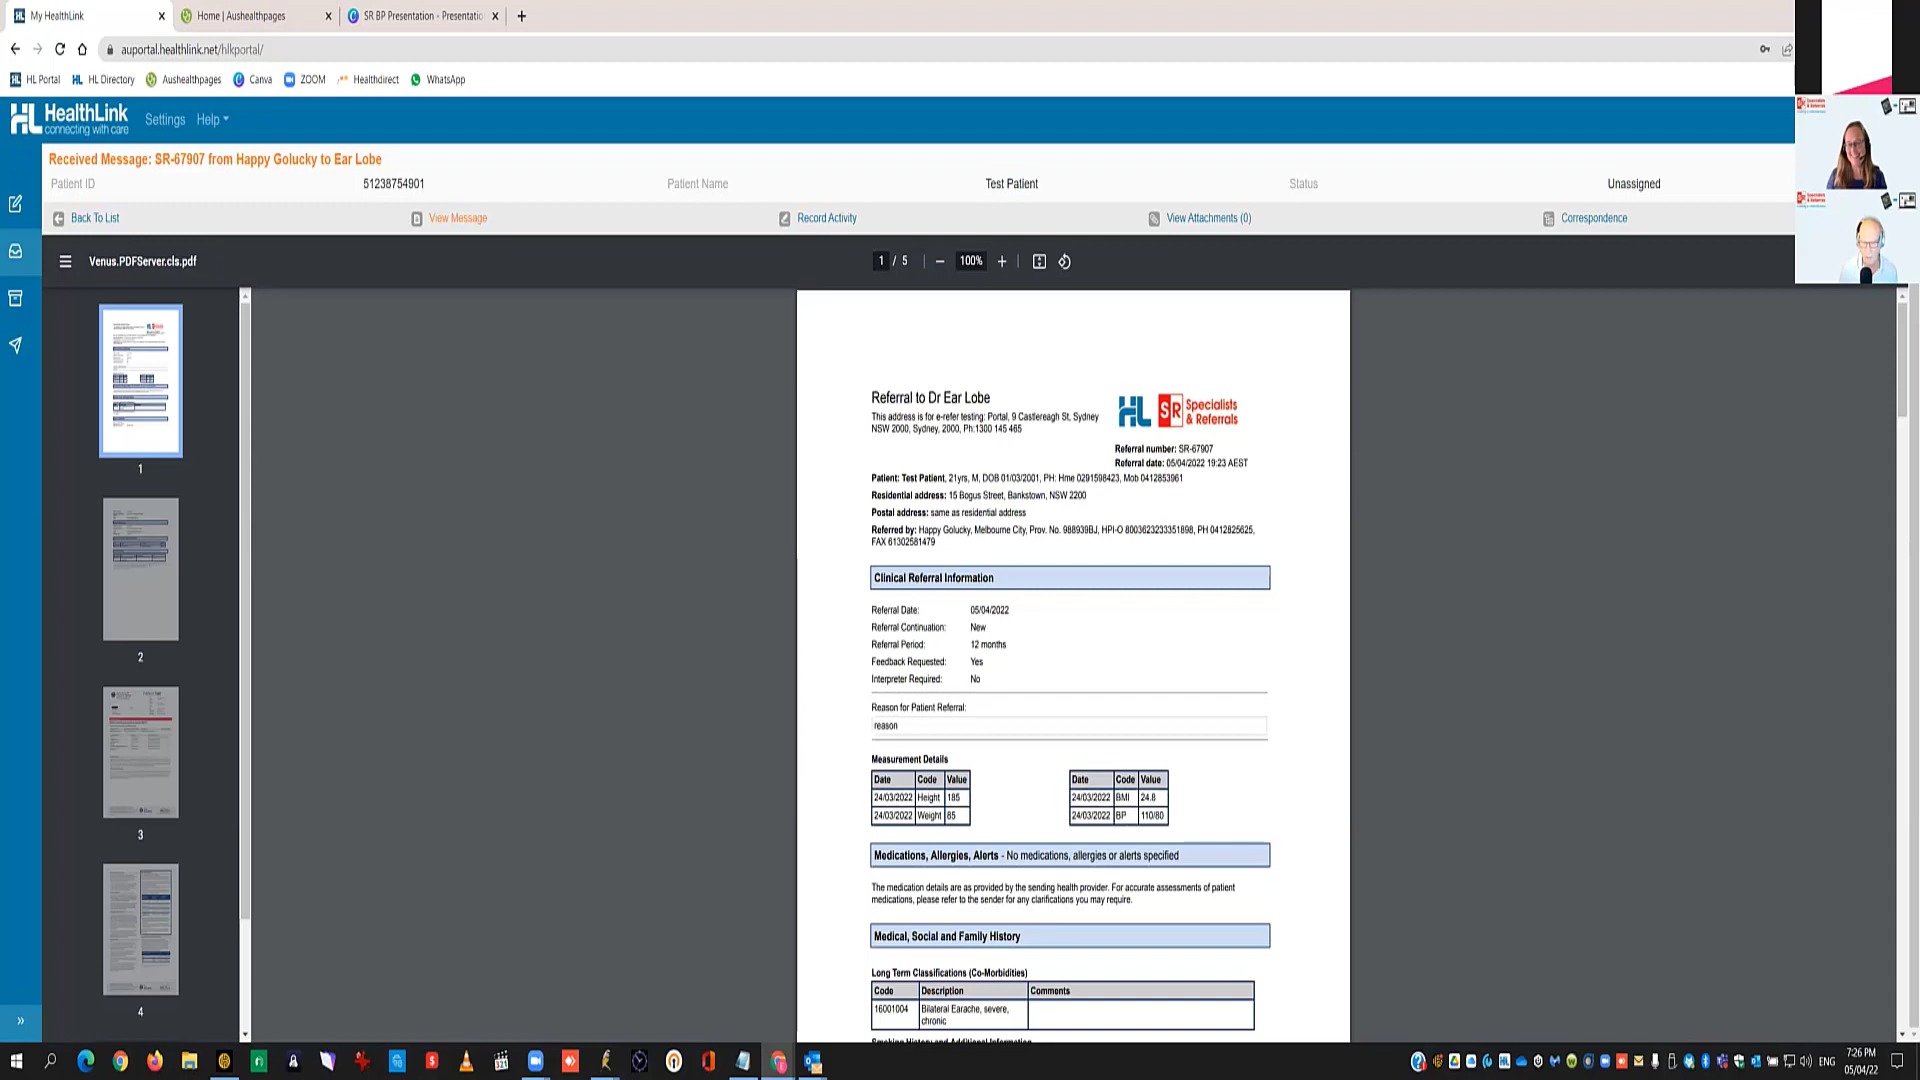 My HealthLink
Home | Aushealthpages
SR BP Presentation - Presentatio
auportal.healthlink.net/hlkportal/
HL Portal
HL Directory
Aushealthpages
Canva
ZOOM
Healthdirect
WhatsApp
HL HealthLink
connecting with care
Settings
Help
Received Message: SR-67907 from Happy Golucky to Ear Lobe
Patient ID 51238754901 Patient Name Test Patient Status Unassigned
Back To List
View Message
Record Activity
View Attachments (0)
Correspondence
Venus.PDFServer.cls.pdf
1 / 5
100%
1
2
3
4
Referral to Dr Ear Lobe
This address is for e-refer testing: Portal, 9 Castlereagh St, Sydney
NSW 2000, Sydney, 2000, Ph:1300 145 465
HL SR Specialists
& Referrals
Referral number: SR-67907
Referral date: 05/04/2022 19:23 AEST
Patient: Test Patient, 21yrs, M, DOB 01/03/2001, PH: Hme 0291598423, Mob 0412853961
Residential address: 15 Bogus Street, Bankstown, NSW 2200
Postal address: same as residential address
Referred by: Happy Golucky, Melbourne City, Prov. No. 988939BJ, HPI-O 8003623233351898, PH 0412825625,
FAX 61302581479
Clinical Referral Information
Referral Date: 05/04/2022
Referral Continuation: New
Referral Period: 12 months
Feedback Requested: Yes
Interpreter Required: No
Reason for Patient Referral:
reason
Measurement Details
Date Code Value
24/03/2022 Height 185
24/03/2022 Weight 85
Date Code Value
24/03/2022 BMI 24.8
24/03/2022 BP 110/80
Medications, Allergies, Alerts - No medications, allergies or alerts specified
The medication details are as provided by the sending health provider. For accurate assessments of patient
medications, please refer to the sender for any clarifications you may require.
Medical, Social and Family History
Long Term Classifications (Co-Morbidities)
Code Description Comments
16001004 Bilateral Earache, severe,
chronic
Smoking History and Additional Information
Specialists
& Referrals
Specialists
& Referrals
ENG
7:26 PM
05/04/22